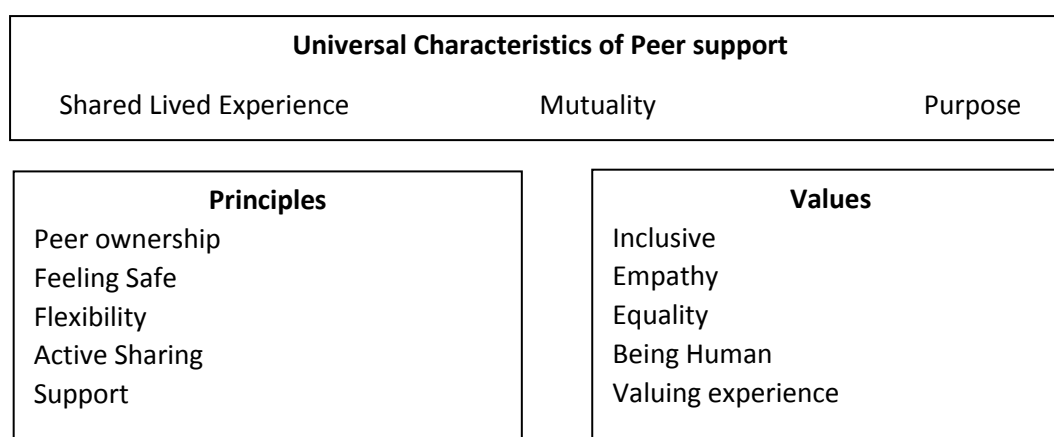 Universal Characteristics of Peer support
Shared Lived Experience Mutuality Purpose
Principles
Peer ownership
Feeling Safe
Flexibility
Active Sharing
Support
Values
Inclusive
Empathy
Equality
Being Human
Valuing experience